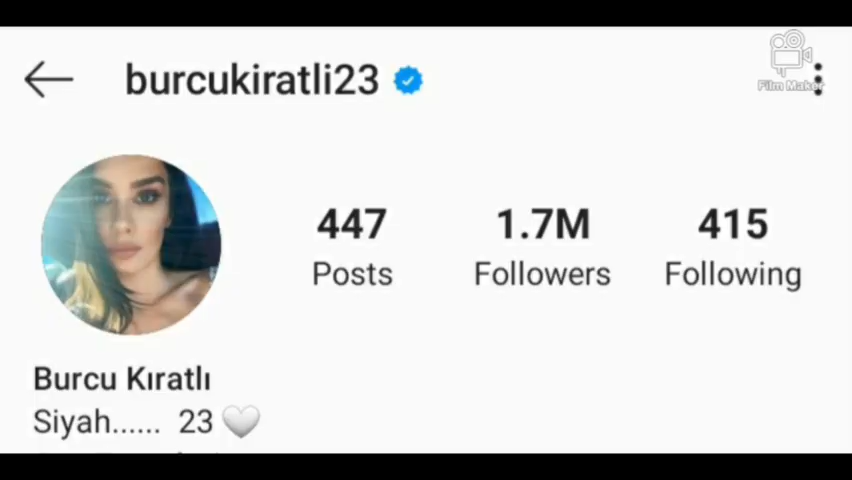 burcukiratli23
Film Maker
447 1.7M 415
Posts Followers Following
Burcu Kıratlı
Siyah...... 23 🤍